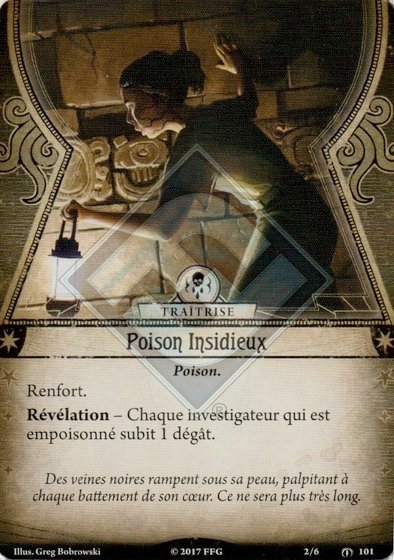 TRAÎTRISE
Poison Insidieux
Poison.
Renfort.
Révélation – Chaque investigateur qui est
empoisonné subit 1 dégât.
Des veines noires rampent sous sa peau, palpitant à
chaque battement de son cœur. Ce ne sera plus très long.
Illus. Greg Bobrowski © 2017 FFG 2/6 101